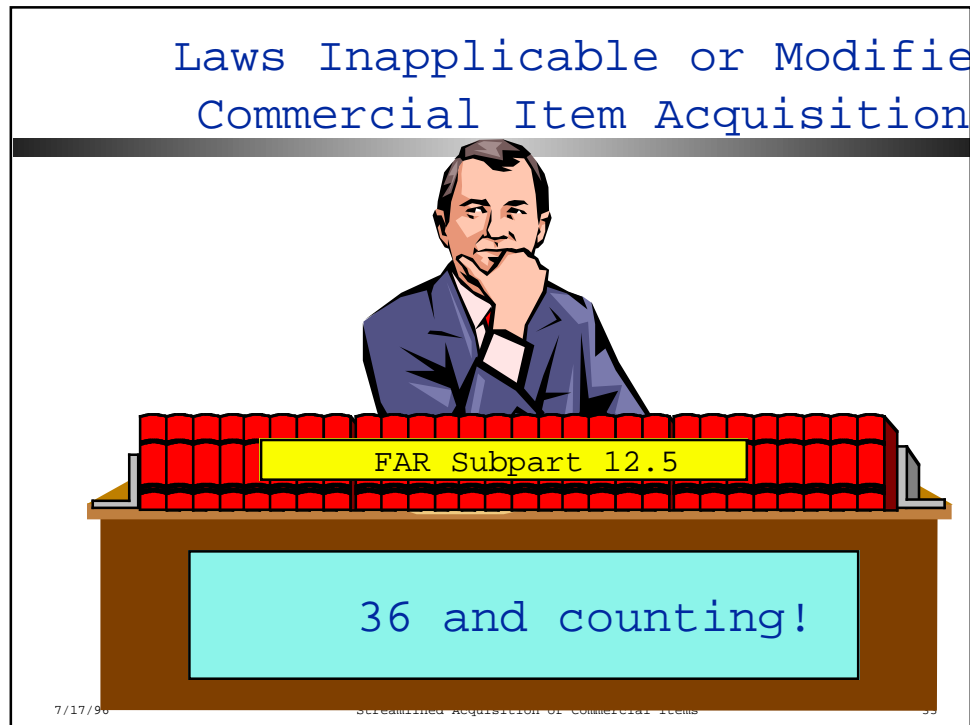 Laws Inapplicable or Modifie
Commercial Item Acquisition
FAR Subpart 12.5
36 and counting!
7/17/96 Streamlined Acquisition of Commercial Items